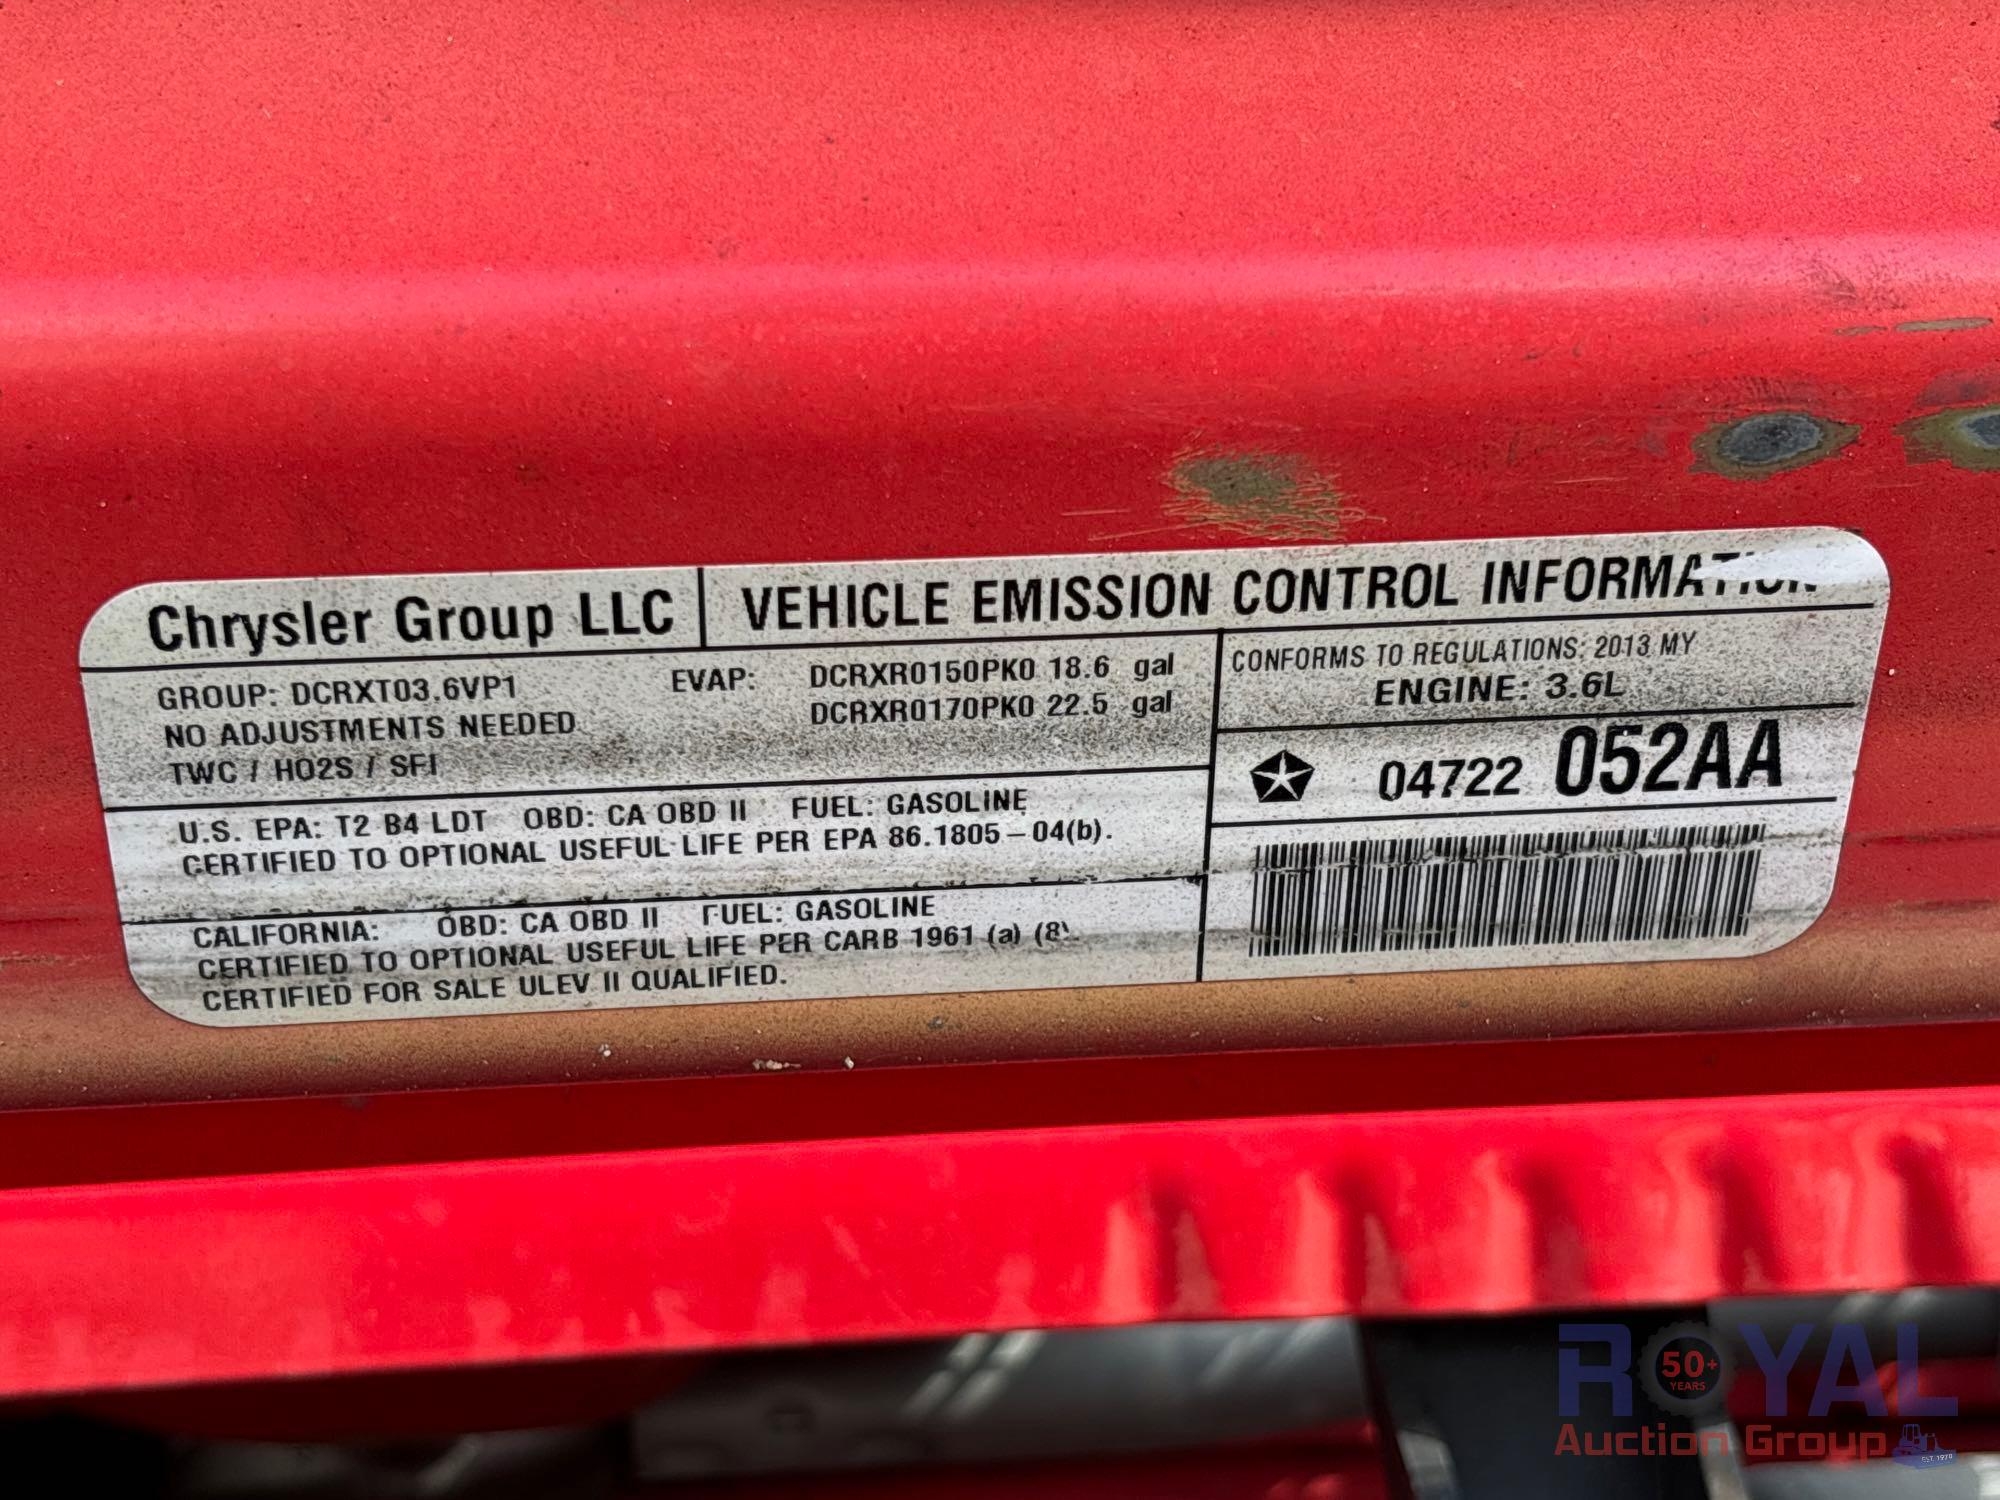 Chrysler Group LLC VEHICLE EMISSION CONTROL INFORMATION
GROUP: DCRXT03.6VP1
NO ADJUSTMENTS NEEDED
TWC / HO2S / SFI
EVAP: DCRXR0150PK0 18.6 gal
DCRXR0170PK0 22.5 gal
CONFORMS TO REGULATIONS: 2013 MY
ENGINE: 3.6L
04722 052AA
U.S. EPA: T2 B4 LDT OBD: CA OBD II FUEL: GASOLINE
CERTIFIED TO OPTIONAL USEFUL LIFE PER EPA 86.1805-04(b).
CALIFORNIA: OBD: CA OBD II FUEL: GASOLINE
CERTIFIED TO OPTIONAL USEFUL LIFE PER CARB 1961 (a) (8).
CERTIFIED FOR SALE ULEV II QUALIFIED.
ROYAL
50+
YEARS
Auction Group
EST. 1970